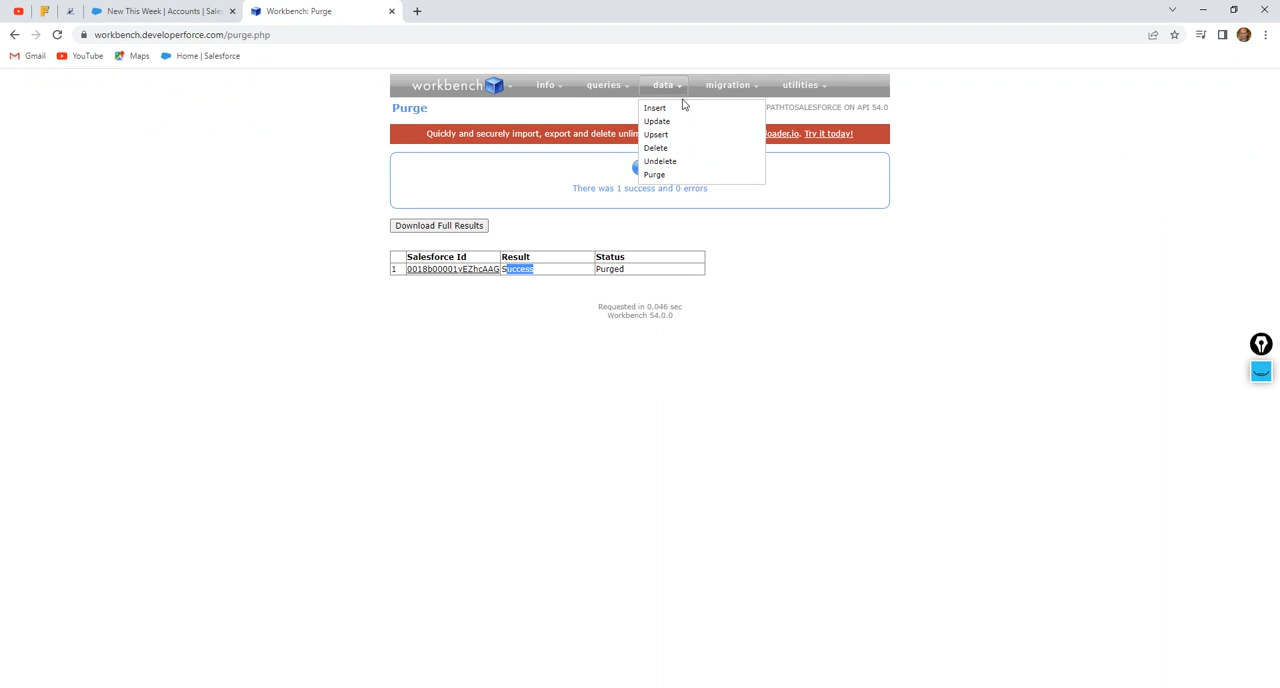 New This Week | Accounts | Sales
Workbench: Purge
workbench.developerforce.com/purge.php
Gmail
YouTube
Maps
Home | Salesforce
workbench
info
queries
data
migration
utilities
Purge
PATHTOSALESFORCE ON API 54.0
Insert
Update
Upsert
Delete
Undelete
Purge
Quickly and securely import, export and delete unlim
oader.io. Try it today!
There was 1 success and 0 errors
Download Full Results
Salesforce Id Result Status
1 0018b00001yEZhcAAG Success Purged
Requested in 0.046 sec
Workbench 54.0.0